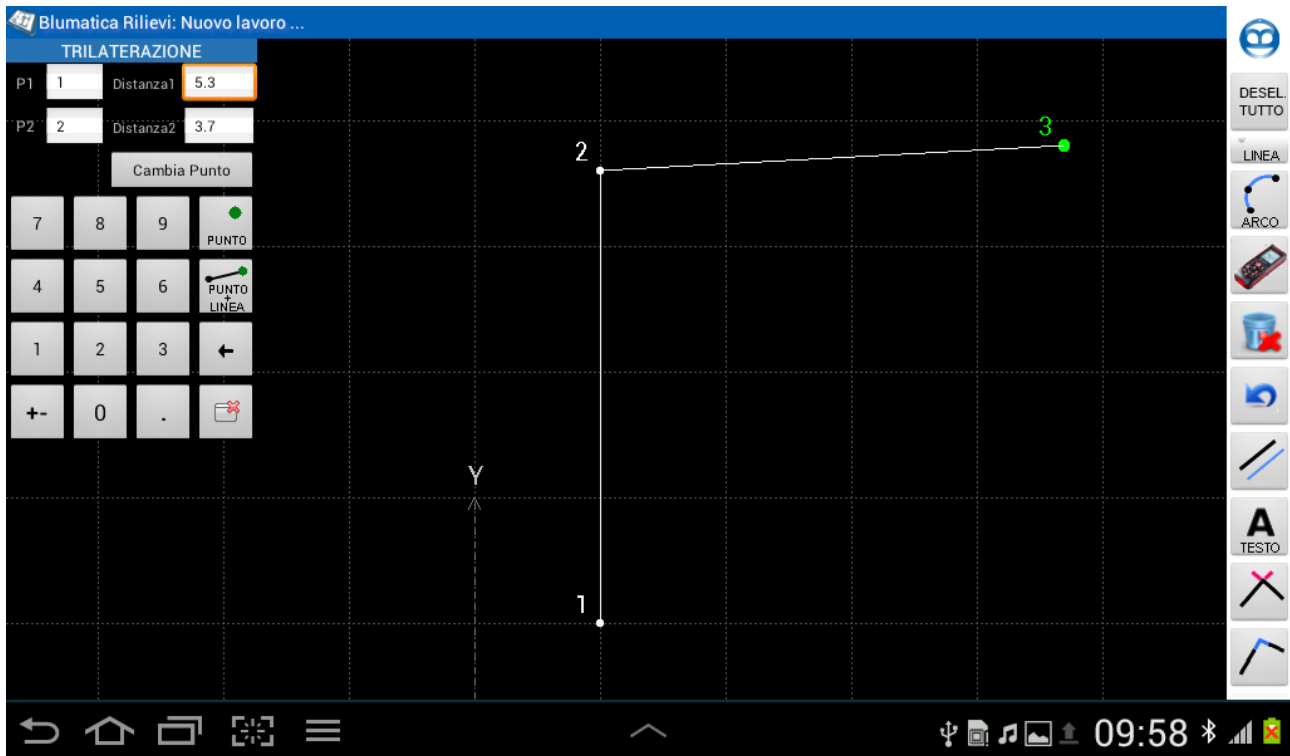 Blumatica Rilievi: Nuovo lavoro ...
TRILATERAZIONE
P1 1 Distanza1 5.3
P2 2 Distanza2 3.7
Cambia Punto
7 8 9 PUNTO
4 5 6 PUNTO
+
LINEA
1 2 3
+- 0 .
2
3
Y
1
DESEL.
TUTTO
LINEA
ARCO
A
TESTO
09:58